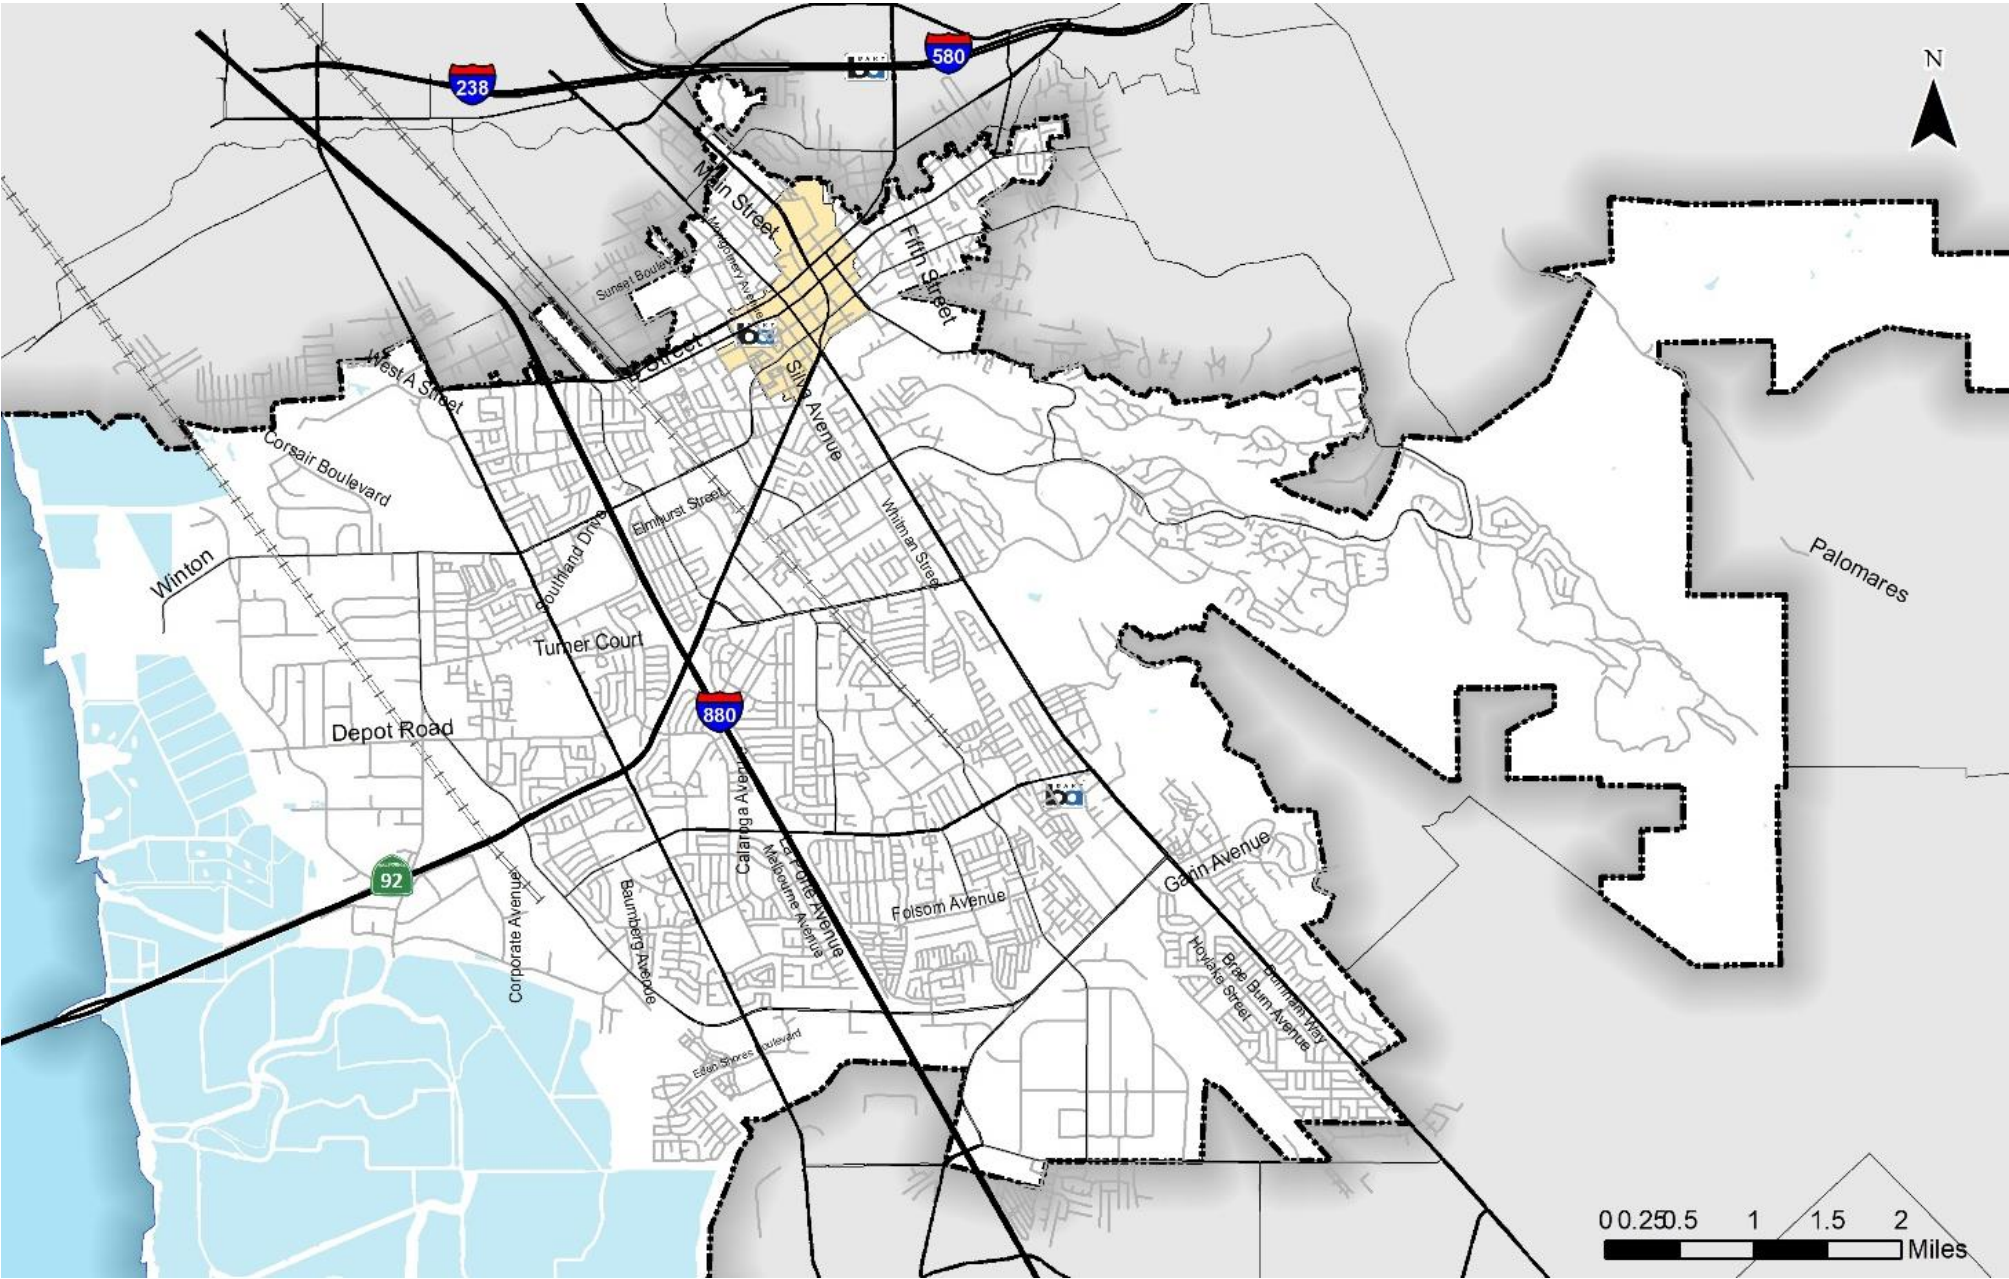 580
238
N
Main Street
Montgomery Avenue
Fifth Street
Sunset Boulevard
Street
West A Street
Silva Avenue
Corsair Boulevard
Elmhurst Street
Whitman Street
Southland Drive
Winton
Palomares
Turner Court
880
Depot Road
Calaroga Avenue
92
La Porte Avenue
Melbourne Avenue
Garin Avenue
Folsom Avenue
Corporate Avenue
Baumberg Avenue
Hoylake Street
Brae Burn Avenue
Burnham Way
Eden Shores Boulevard
0 0.25 0.5 1 1.5 2
Miles